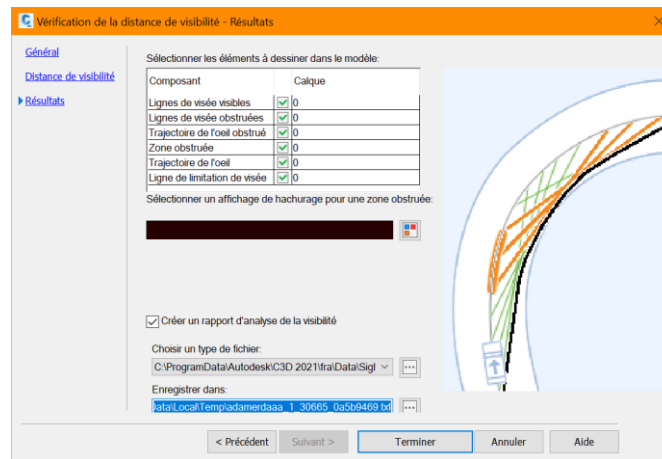 Vérification de la distance de visibilité - Résultats
Général
Distance de visibilité
Résultats
Sélectionner les éléments à dessiner dans le modèle:
Composant Calque
Lignes de visée visibles 0
Lignes de visée obstruées 0
Trajectoire de l'oeil obstrué 0
Zone obstruée 0
Trajectoire de l'oeil 0
Ligne de limitation de visée 0
Sélectionner un affichage de hachurage pour une zone obstruée:
Créer un rapport d'analyse de la visibilité
Choisir un type de fichier:
C:\ProgramData\Autodesk\C3D 2021\fra\Data\Sigl
Enregistrer dans:
Data\Local\Temp\adamerdaaa_1_30665_0a5b9469.txt
< Précédent Suivant > Terminer Annuler Aide